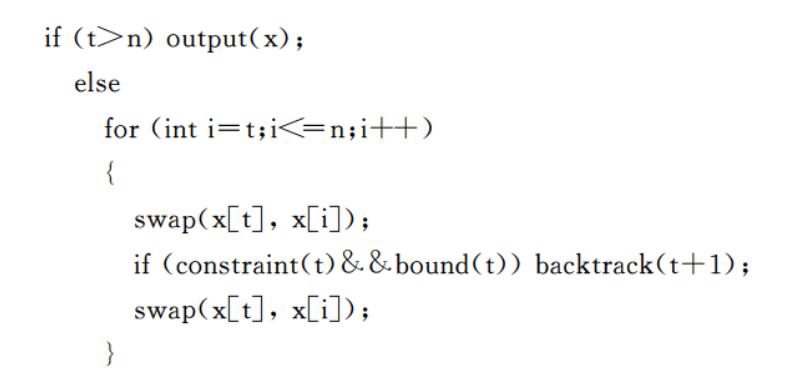 if (t>n) output(x);
else
for (int i=t;i<=n;i++)
{
swap(x[t], x[i]);
if (constraint(t)&&bound(t)) backtrack(t+1);
swap(x[t], x[i]);
}